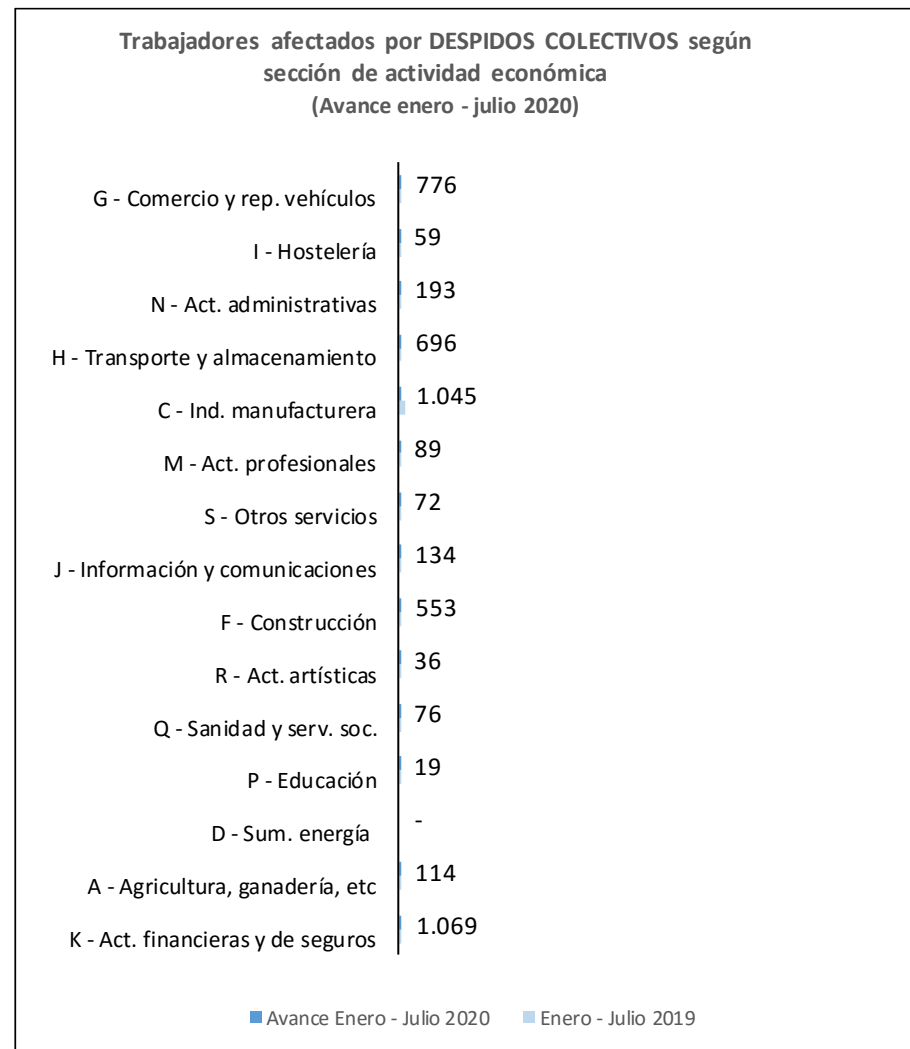 Trabajadores afectados por DESPIDOS COLECTIVOS según
sección de actividad económica
(Avance enero - julio 2020)
G - Comercio y rep. vehículos 776
I - Hostelería 59
N - Act. administrativas 193
H - Transporte y almacenamiento 696
C - Ind. manufacturera 1.045
M - Act. profesionales 89
S - Otros servicios 72
J - Información y comunicaciones 134
F - Construcción 553
R - Act. artísticas 36
Q - Sanidad y serv. soc. 76
P - Educación 19
D - Sum. energía -
A - Agricultura, ganadería, etc 114
K - Act. financieras y de seguros 1.069
Avance Enero - Julio 2020 Enero - Julio 2019